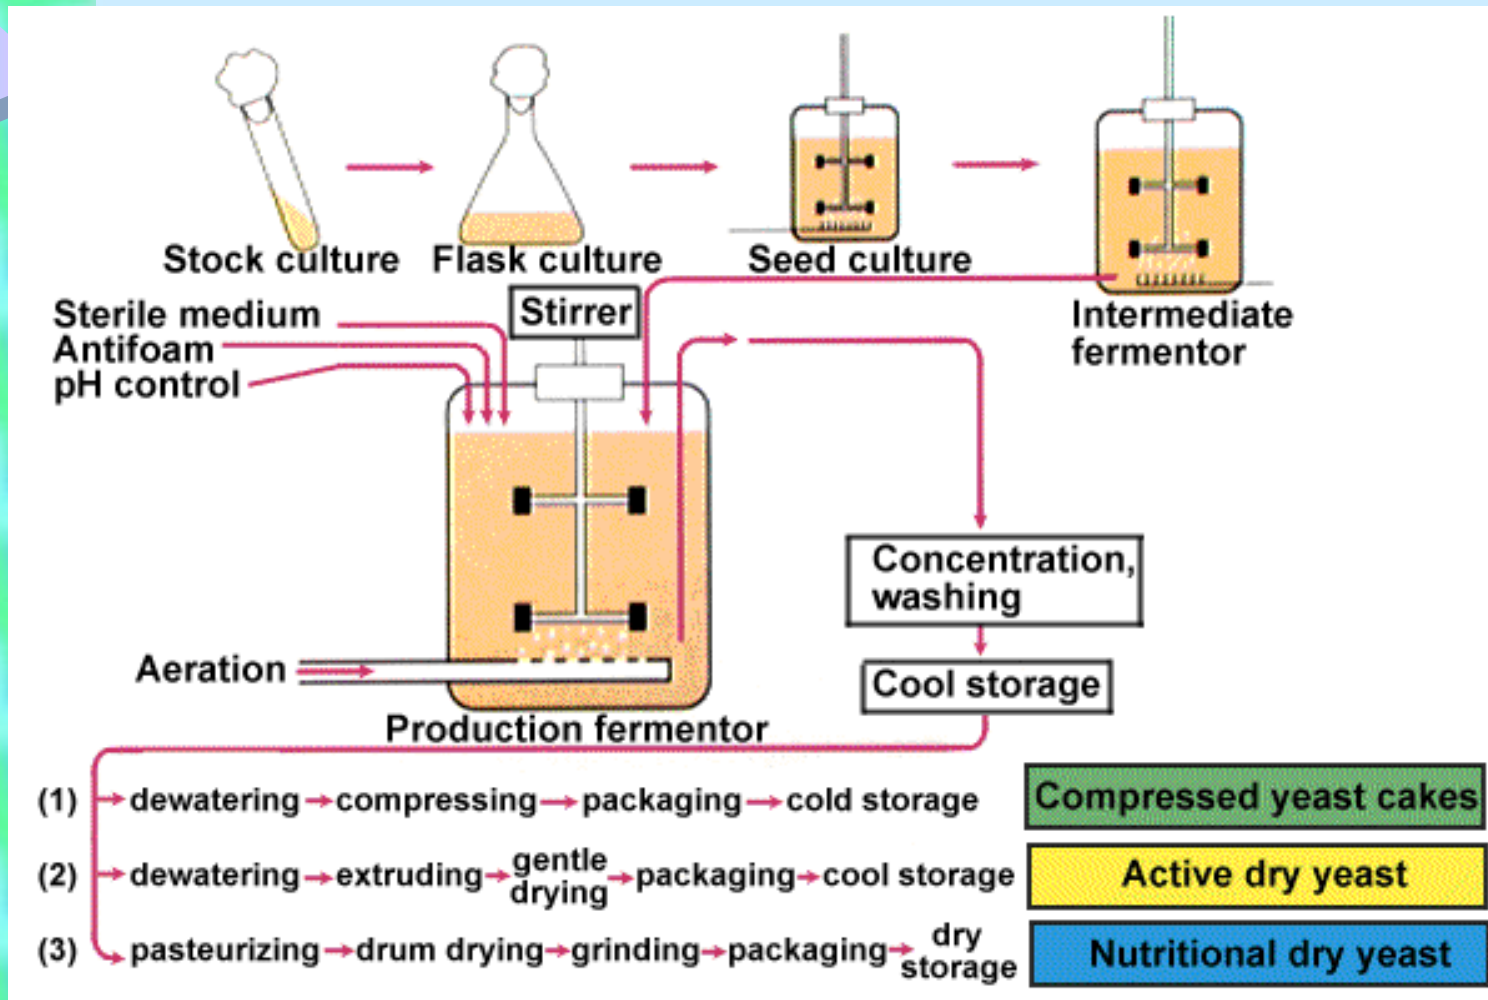 Stock culture
Flask culture
Seed culture
Intermediate
fermentor
Sterile medium
Antifoam
pH control
Stirrer
Concentration,
washing
Cool storage
Aeration
Production fermentor
(1) dewatering compressing packaging cold storage Compressed yeast cakes
(2) dewatering extruding gentle drying packaging cool storage Active dry yeast
(3) pasteurizing drum drying grinding packaging dry storage Nutritional dry yeast